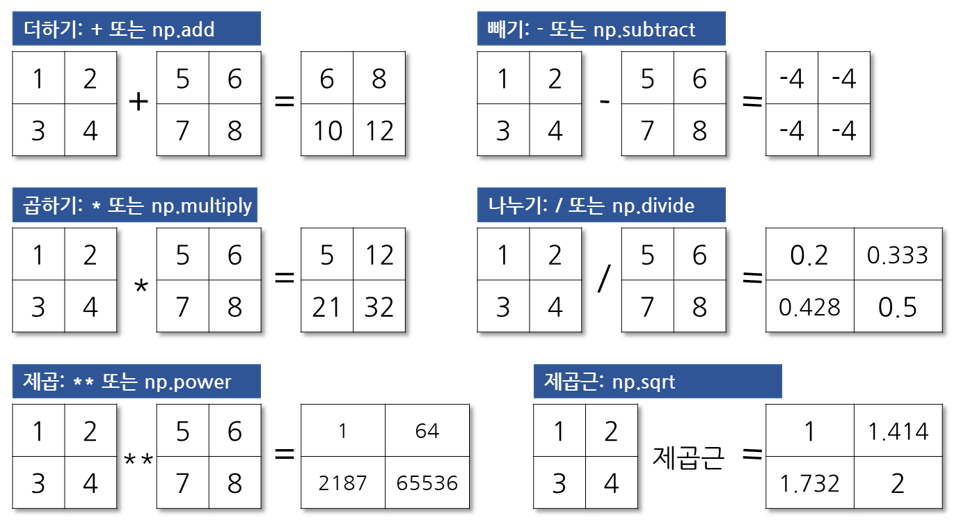 더하기: + 또는 np.add
1 2 5 6 6 8
+ =
3 4 7 8 10 12
빼기: - 또는 np.subtract
1 2 5 6 -4 -4
- =
3 4 7 8 -4 -4
곱하기: * 또는 np.multiply
1 2 5 6 5 12
* =
3 4 7 8 21 32
나누기: / 또는 np.divide
1 2 5 6 0.2 0.333
/ =
3 4 7 8 0.428 0.5
제곱: ** 또는 np.power
1 2 5 6 1 64
** =
3 4 7 8 2187 65536
제곱근: np.sqrt
1 2 1 1.414
제곱근 =
3 4 1.732 2